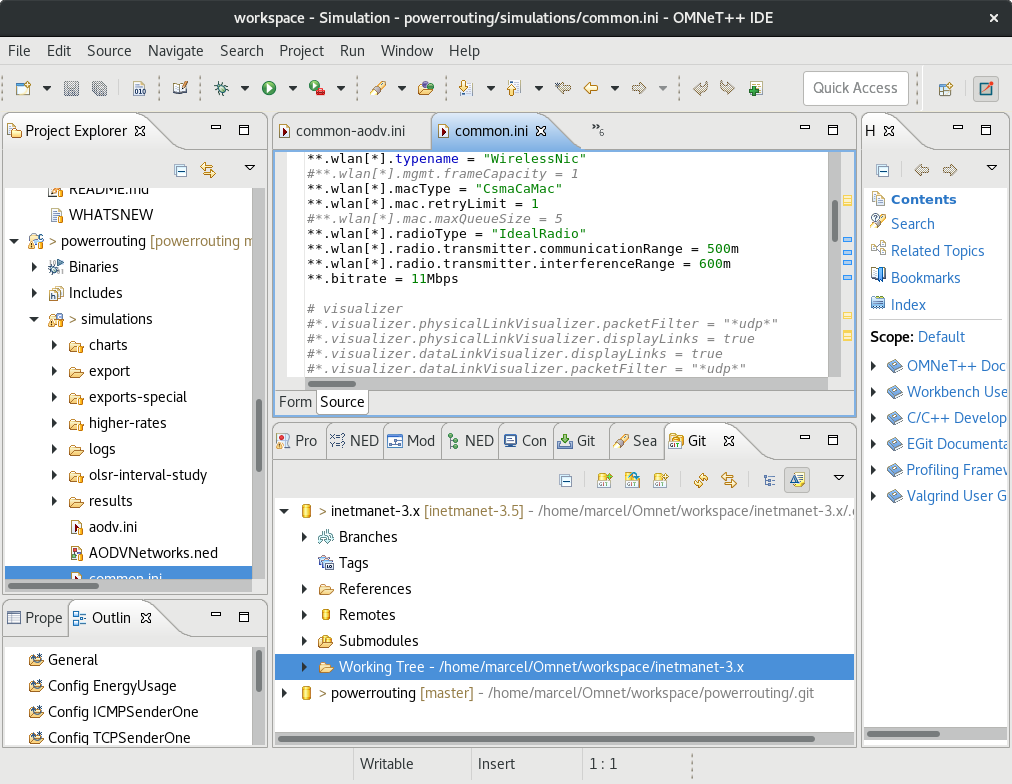 workspace - Simulation - powerrouting/simulations/common.ini - OMNeT++ IDE
File Edit Source Navigate Search Project Run Window Help
Quick Access
Project Explorer
README.md
WHATSNEW
> powerrouting [powerrouting m
Binaries
Includes
> simulations
charts
export
exports-special
higher-rates
logs
olsr-interval-study
results
aodv.ini
AODVNetworks.ned
common.ini
Prope Outlin
General
Config EnergyUsage
Config ICMPSenderOne
Config TCPSenderOne
common-aodv.ini common.ini »6
**.wlan[*].typename = "WirelessNic"
#**.wlan[*].mgmt.frameCapacity = 1
**.wlan[*].macType = "CsmaCaMac"
**.wlan[*].mac.retryLimit = 1
#**.wlan[*].mac.maxQueueSize = 5
**.wlan[*].radioType = "IdealRadio"
**.wlan[*].radio.transmitter.communicationRange = 500m
**.wlan[*].radio.transmitter.interferenceRange = 600m
**.bitrate = 11Mbps
# visualizer
#*.visualizer.physicalLinkVisualizer.packetFilter = "*udp*"
#*.visualizer.physicalLinkVisualizer.displayLinks = true
#*.visualizer.dataLinkVisualizer.displayLinks = true
#*.visualizer.dataLinkVisualizer.packetFilter = "*udp*"
Form Source
Pro NED Mod NED Con Git Sea Git
> inetmanet-3.x [inetmanet-3.5] - /home/marcel/Omnet/workspace/inetmanet-3.x/.
Branches
Tags
References
Remotes
Submodules
Working Tree - /home/marcel/Omnet/workspace/inetmanet-3.x
> powerrouting [master] - /home/marcel/Omnet/workspace/powerrouting/.git
H
Contents
Search
Related Topics
Bookmarks
Index
Scope: Default
OMNeT++ Doc
Workbench Use
C/C++ Develop
EGit Documenta
Profiling Framew
Valgrind User G
Writable Insert 1 : 1